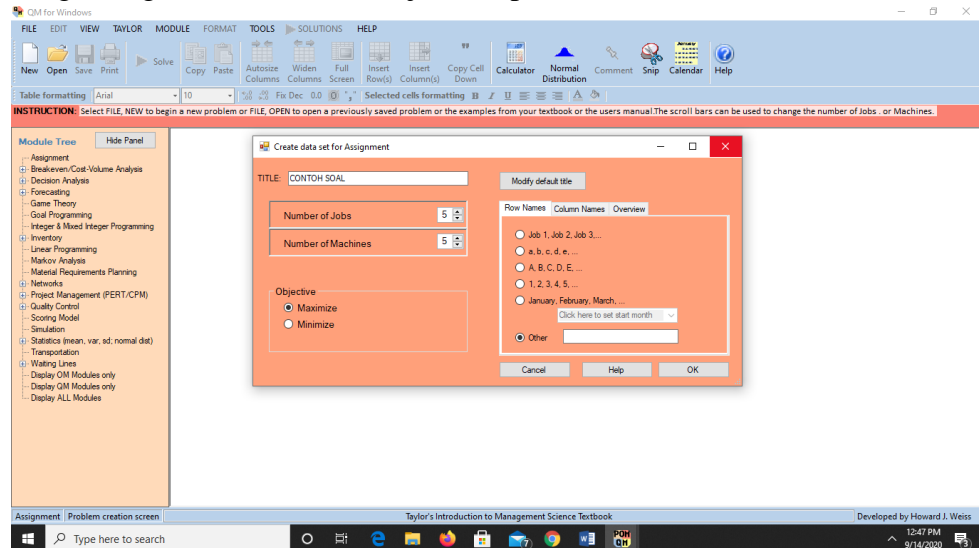 QM for Windows
FILE EDIT VIEW TAYLOR MODULE FORMAT TOOLS SOLUTIONS HELP
New Open Save Print Solve Copy Paste Autosize Columns Widen Columns Full Screen Insert Row(s) Insert Column(s) Copy Cell Down Calculator Normal Distribution Comment Snip Calendar Help
Table formatting Arial 10 Fix Dec 0.0 Selected cells formatting B I U
INSTRUCTION: Select FILE, NEW to begin a new problem or FILE, OPEN to open a previously saved problem or the examples from your textbook or the users manual.The scroll bars can be used to change the number of Jobs . or Machines.
Module Tree Hide Panel
Assignment
Breakeven/Cost-Volume Analysis
Decision Analysis
Forecasting
Game Theory
Goal Programming
Integer & Mixed Integer Programming
Inventory
Linear Programming
Markov Analysis
Material Requirements Planning
Networks
Project Management (PERT/CPM)
Quality Control
Scoring Model
Simulation
Statistics (mean, var, sd; normal dist)
Transportation
Waiting Lines
Display OM Modules only
Display QM Modules only
Display ALL Modules
Create data set for Assignment
TITLE: CONTOH SOAL
Modify default title
Number of Jobs 5
Number of Machines 5
Objective
Maximize
Minimize
Row Names Column Names Overview
Job 1, Job 2, Job 3,...
a, b, c, d, e, ...
A, B, C, D, E, ...
1, 2, 3, 4, 5, ...
January, February, March, ...
Click here to set start month
Other
Cancel Help OK
Assignment Problem creation screen Taylor's Introduction to Management Science Textbook Developed by Howard J. Weiss
Type here to search
12:47 PM
9/14/2020